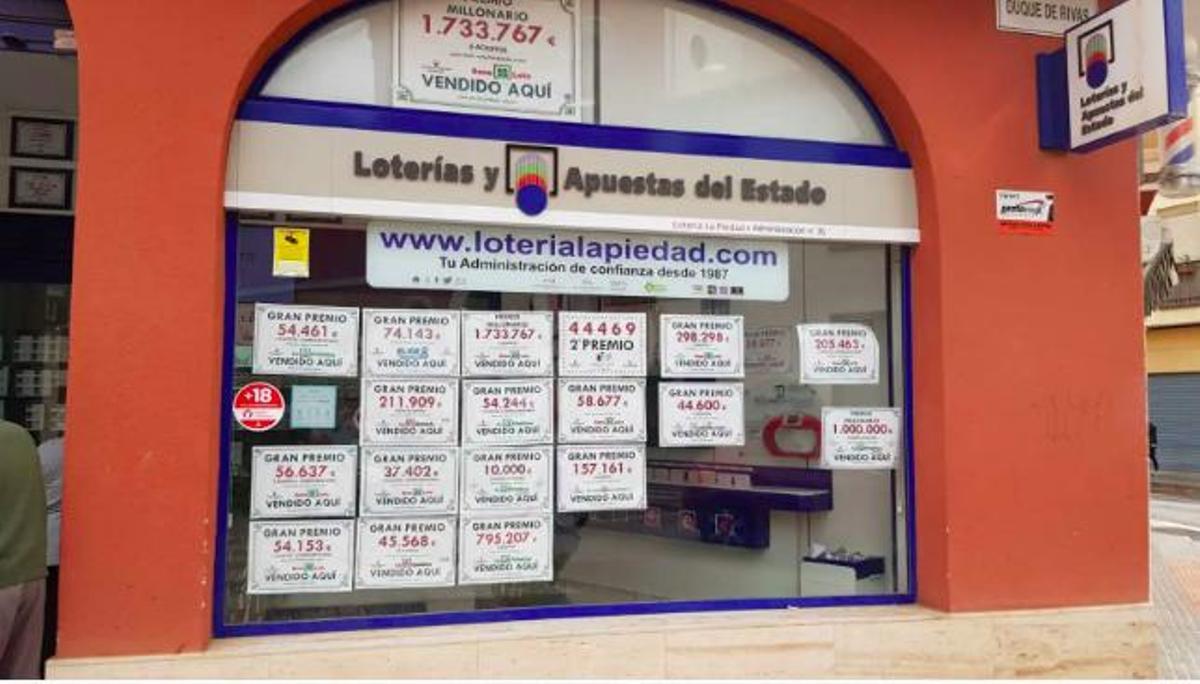 PREMIO
MILLONARIO
1.733.767 €
VENDIDO AQUÍ
DUQUE DE RIVAS
Loterías y
Apuestas del
Estado
Loterías y Apuestas del Estado
www.loterialapiedad.com
Tu Administración de confianza desde 1987
GRAN PREMIO
54.461 €
VENDIDO AQUÍ
GRAN PREMIO
74.143 €
VENDIDO AQUÍ
PREMIO
MILLONARIO
1.733.767 €
VENDIDO AQUÍ
44469
2º PREMIO
GRAN PREMIO
298.298 €
VENDIDO AQUÍ
GRAN PREMIO
205.463 €
VENDIDO AQUÍ
+18
GRAN PREMIO
211.909 €
VENDIDO AQUÍ
GRAN PREMIO
54.244 €
VENDIDO AQUÍ
GRAN PREMIO
58.677 €
VENDIDO AQUÍ
GRAN PREMIO
44.600 €
VENDIDO AQUÍ
PREMIO
MILLONARIO
1.000.000 €
VENDIDO AQUÍ
GRAN PREMIO
56.637 €
VENDIDO AQUÍ
GRAN PREMIO
37.402 €
VENDIDO AQUÍ
GRAN PREMIO
10.000 €
VENDIDO AQUÍ
GRAN PREMIO
157.161 €
VENDIDO AQUÍ
GRAN PREMIO
54.153 €
VENDIDO AQUÍ
GRAN PREMIO
45.568 €
VENDIDO AQUÍ
GRAN PREMIO
795.207 €
VENDIDO AQUÍ